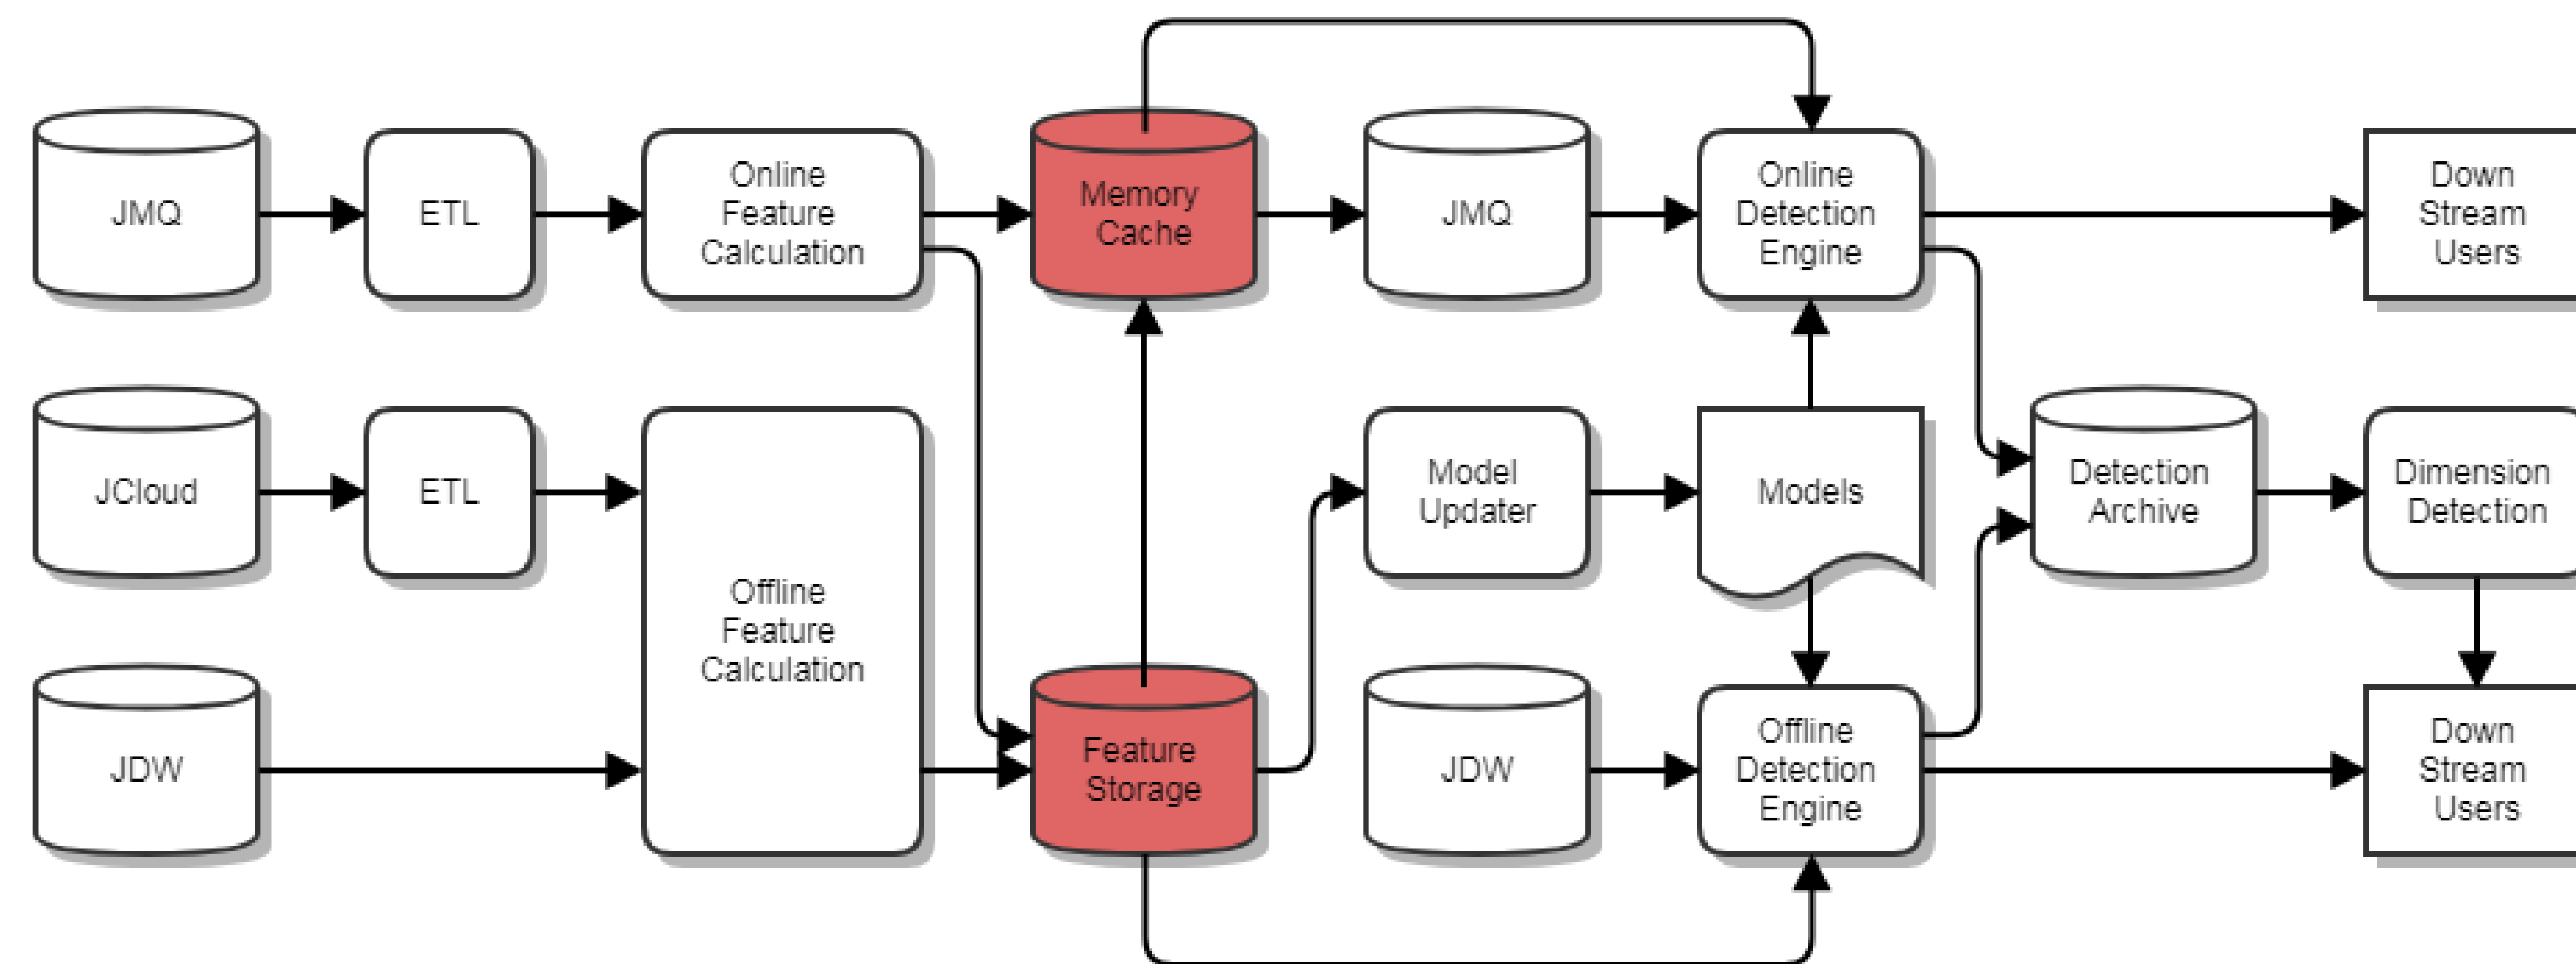 JMQ
ETL
Online
Feature
Calculation
Memory
Cache
JMQ
Online
Detection
Engine
Down
Stream
Users
JCloud
ETL
Offline
Feature
Calculation
Model
Updater
Models
Detection
Archive
Dimension
Detection
JDW
Feature
Storage
JDW
Offline
Detection
Engine
Down
Stream
Users